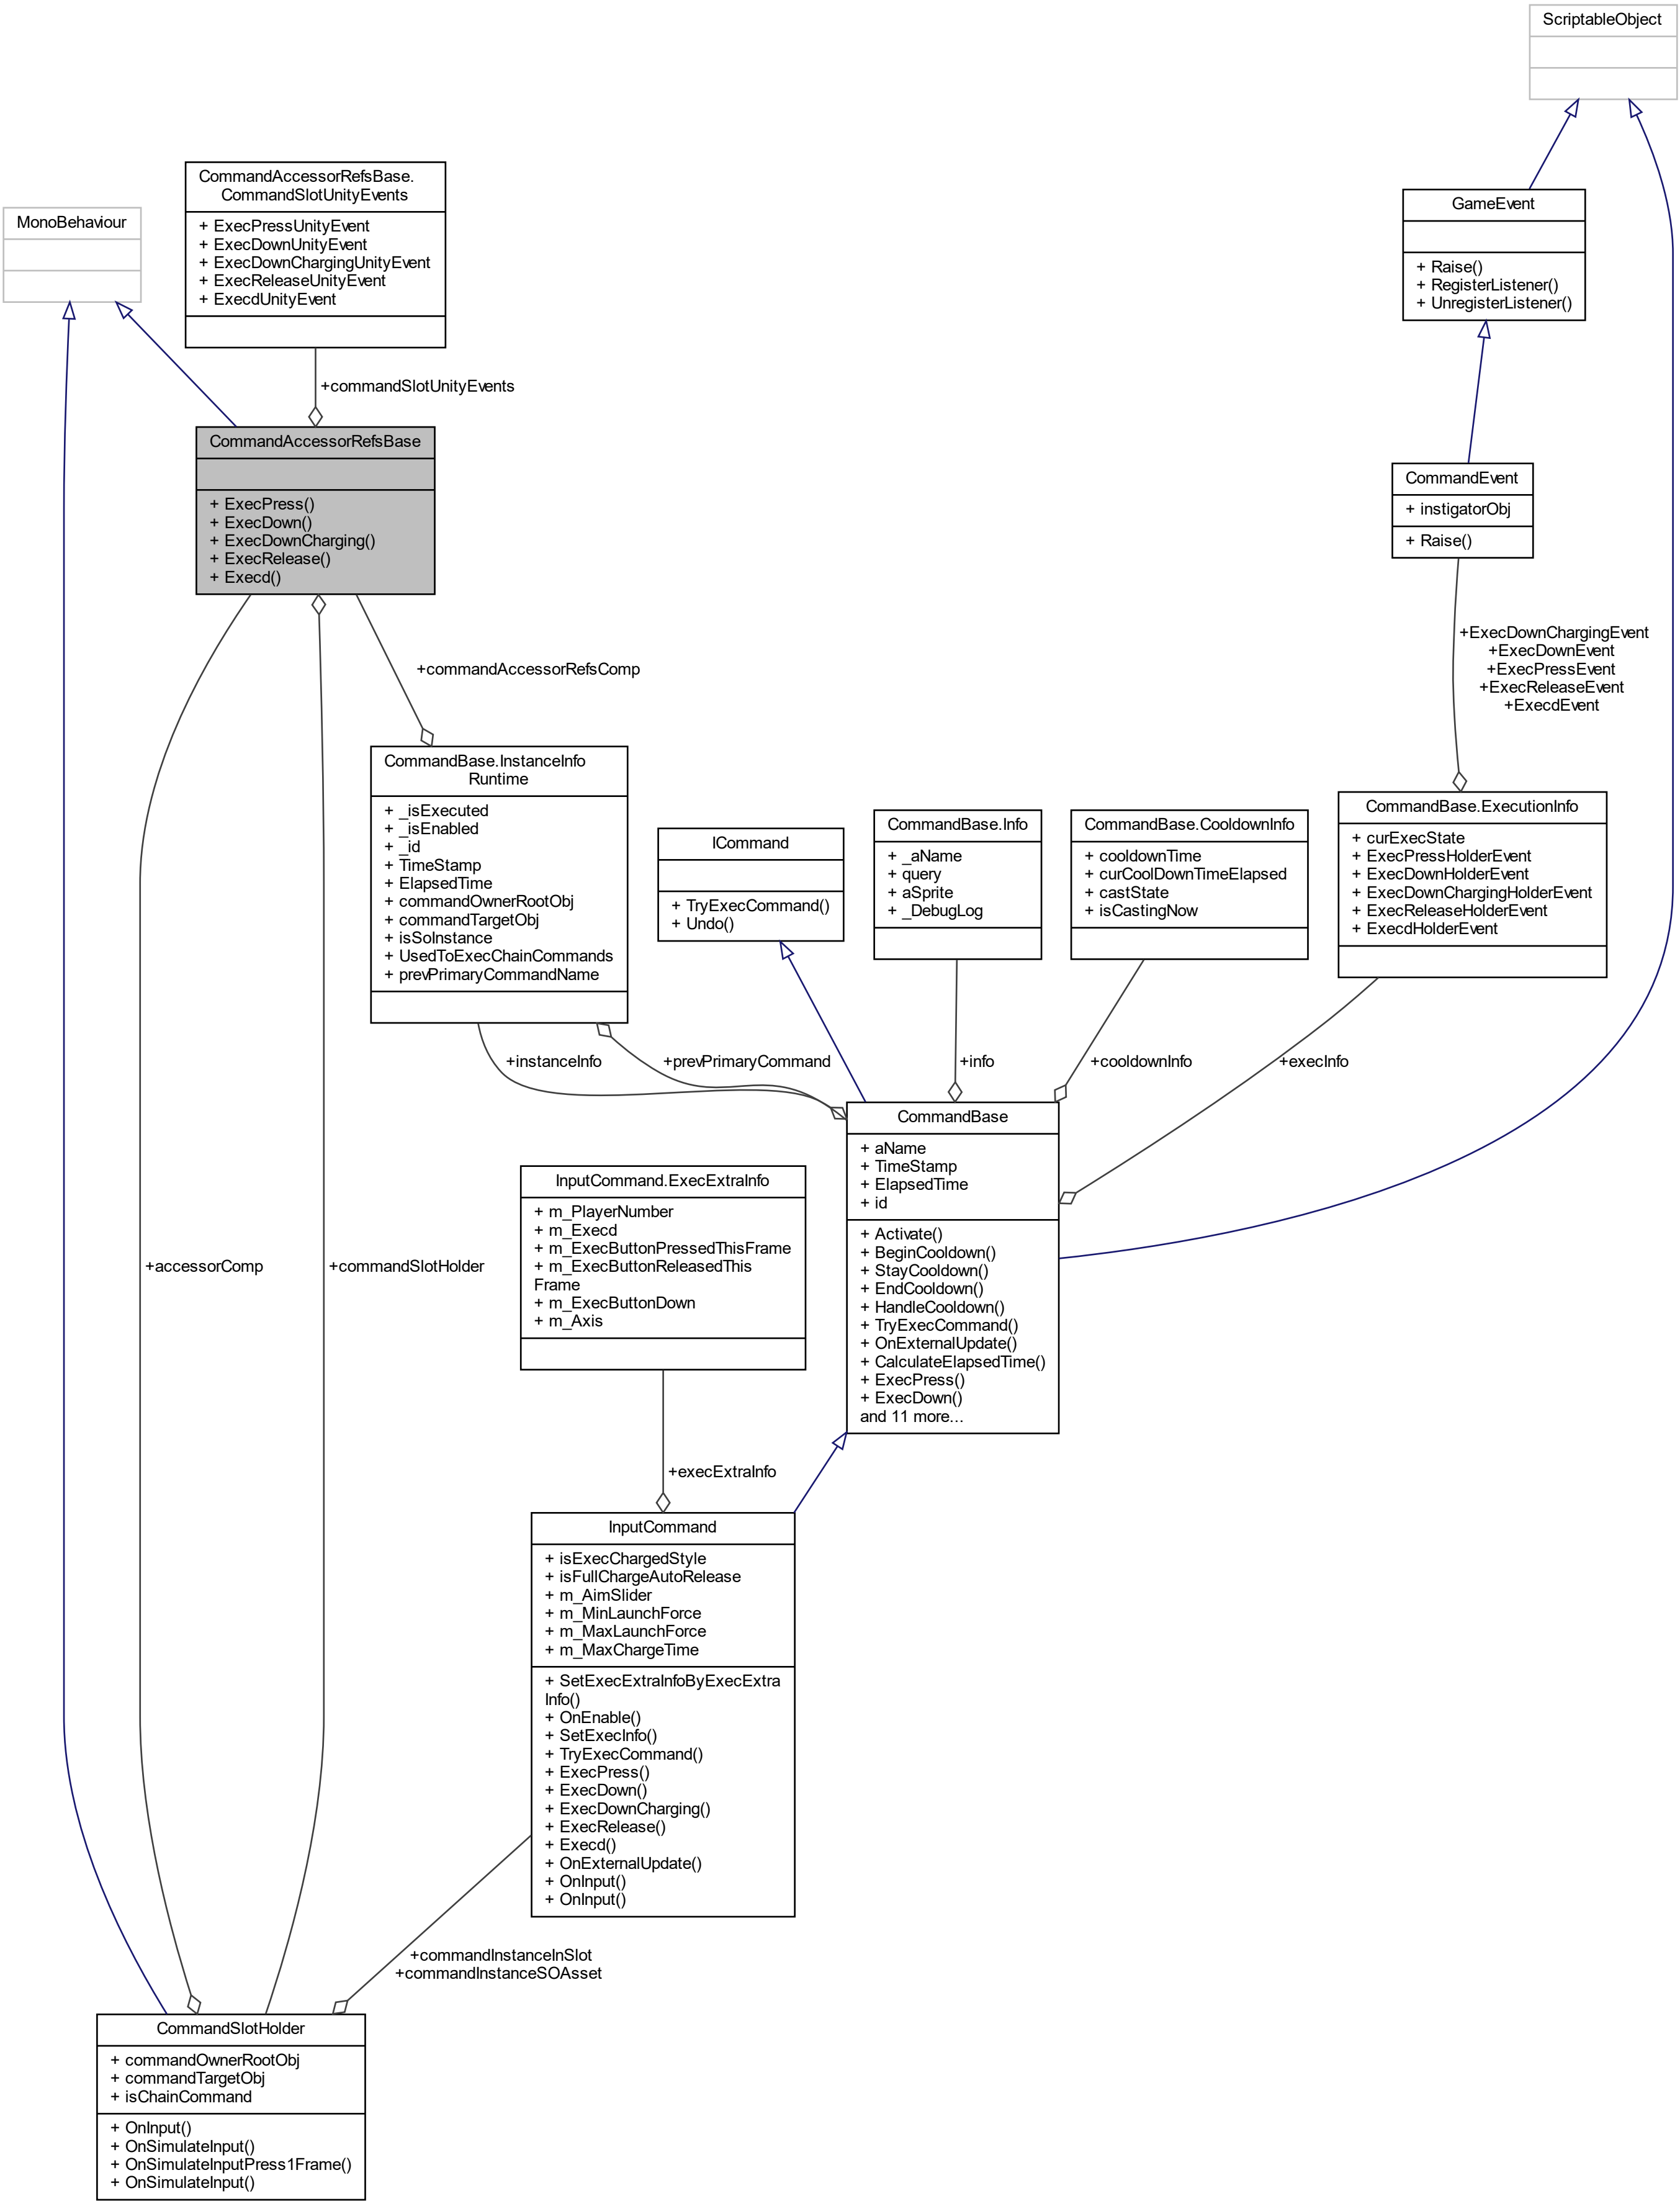 ScriptableObject
CommandAccessorRefsBase.
CommandSlotUnityEvents
+ ExecPressUnityEvent
+ ExecDownUnityEvent
+ ExecDownChargingUnityEvent
+ ExecReleaseUnityEvent
+ ExecdUnityEvent
MonoBehaviour
GameEvent
+ Raise()
+ RegisterListener()
+ UnregisterListener()
+commandSlotUnityEvents
CommandAccessorRefsBase
+ ExecPress()
+ ExecDown()
+ ExecDownCharging()
+ ExecRelease()
+ Execd()
CommandEvent
+ instigatorObj
+ Raise()
+ExecDownChargingEvent
+ExecDownEvent
+ExecPressEvent
+ExecReleaseEvent
+ExecdEvent
+commandAccessorRefsComp
CommandBase.InstanceInfo
Runtime
+ _isExecuted
+ _isEnabled
+ _id
+ TimeStamp
+ ElapsedTime
+ commandOwnerRootObj
+ commandTargetObj
+ isSoInstance
+ UsedToExecChainCommands
+ prevPrimaryCommandName
ICommand
+ TryExecCommand()
+ Undo()
CommandBase.Info
+ _aName
+ query
+ aSprite
+ _DebugLog
CommandBase.CooldownInfo
+ cooldownTime
+ curCoolDownTimeElapsed
+ castState
+ isCastingNow
CommandBase.ExecutionInfo
+ curExecState
+ ExecPressHolderEvent
+ ExecDownHolderEvent
+ ExecDownChargingHolderEvent
+ ExecReleaseHolderEvent
+ ExecdHolderEvent
+instanceInfo
+prevPrimaryCommand
+info
+cooldownInfo
+execInfo
CommandBase
+ aName
+ TimeStamp
+ ElapsedTime
+ id
+ Activate()
+ BeginCooldown()
+ StayCooldown()
+ EndCooldown()
+ HandleCooldown()
+ TryExecCommand()
+ OnExternalUpdate()
+ CalculateElapsedTime()
+ ExecPress()
+ ExecDown()
and 11 more...
InputCommand.ExecExtraInfo
+ m_PlayerNumber
+ m_Execd
+ m_ExecButtonPressedThisFrame
+ m_ExecButtonReleasedThis
Frame
+ m_ExecButtonDown
+ m_Axis
+accessorComp
+commandSlotHolder
+execExtraInfo
InputCommand
+ isExecChargedStyle
+ isFullChargeAutoRelease
+ m_AimSlider
+ m_MinLaunchForce
+ m_MaxLaunchForce
+ m_MaxChargeTime
+ SetExecExtraInfoByExecExtra
Info()
+ OnEnable()
+ SetExecInfo()
+ TryExecCommand()
+ ExecPress()
+ ExecDown()
+ ExecDownCharging()
+ ExecRelease()
+ Execd()
+ OnExternalUpdate()
+ OnInput()
+ OnInput()
+commandInstanceInSlot
+commandInstanceSOAsset
CommandSlotHolder
+ commandOwnerRootObj
+ commandTargetObj
+ isChainCommand
+ OnInput()
+ OnSimulateInput()
+ OnSimulateInputPress1Frame()
+ OnSimulateInput()